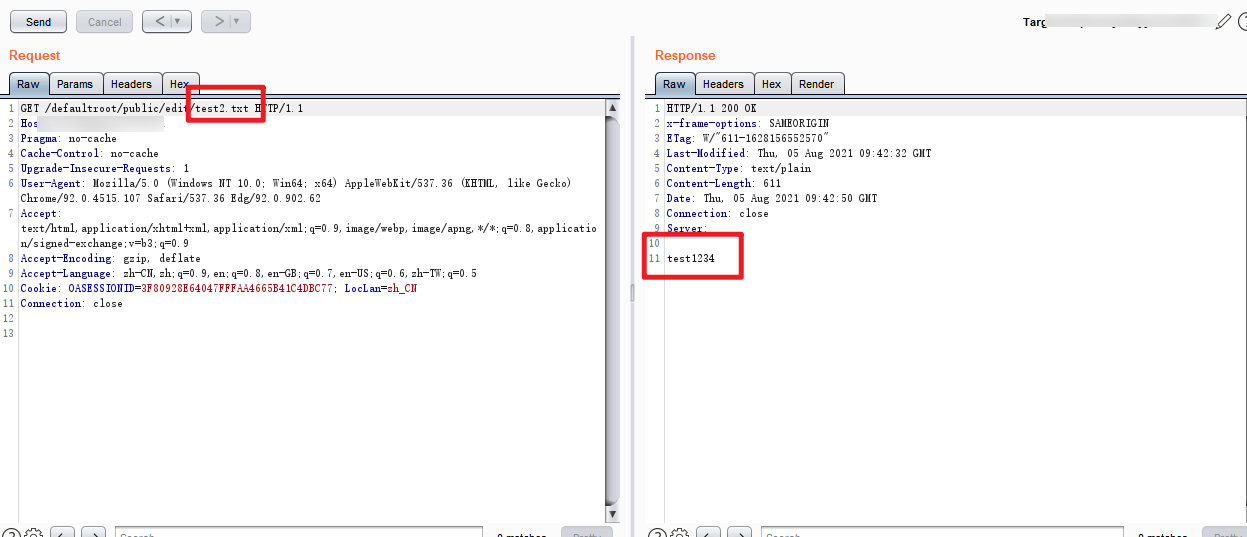 Send
Cancel
<
>
Targ
Request
Response
Raw
Params
Headers
Hex
Raw
Headers
Hex
Render
1 GET /defaultroot/public/edit/test2.txt HTTP/1.1
2 Hos
3 Pragma: no-cache
4 Cache-Control: no-cache
5 Upgrade-Insecure-Requests: 1
6 User-Agent: Mozilla/5.0 (Windows NT 10.0; Win64; x64) AppleWebKit/537.36 (KHTML, like Gecko)
Chrome/92.0.4515.107 Safari/537.36 Edg/92.0.902.62
7 Accept:
text/html,application/xhtml+xml,application/xml;q=0.9,image/webp,image/apng,*/*;q=0.8,applicatio
n/signed-exchange;v=b3;q=0.9
8 Accept-Encoding: gzip, deflate
9 Accept-Language: zh-CN,zh;q=0.9,en;q=0.8,en-GB;q=0.7,en-US;q=0.6,zh-TW;q=0.5
10 Cookie: OASESSIONID=3F80928E64047FFFAA4665B41C4DBC77; LocLan=zh_CN
11 Connection: close
12
13
1 HTTP/1.1 200 OK
2 x-frame-options: SAMEORIGIN
3 ETag: W/"611-1628156552570"
4 Last-Modified: Thu, 05 Aug 2021 09:42:32 GMT
5 Content-Type: text/plain
6 Content-Length: 611
7 Date: Thu, 05 Aug 2021 09:42:50 GMT
8 Connection: close
9 Server:
10
11 test1234
Search
0 matches
Pretty
Search
0 matches
Pretty